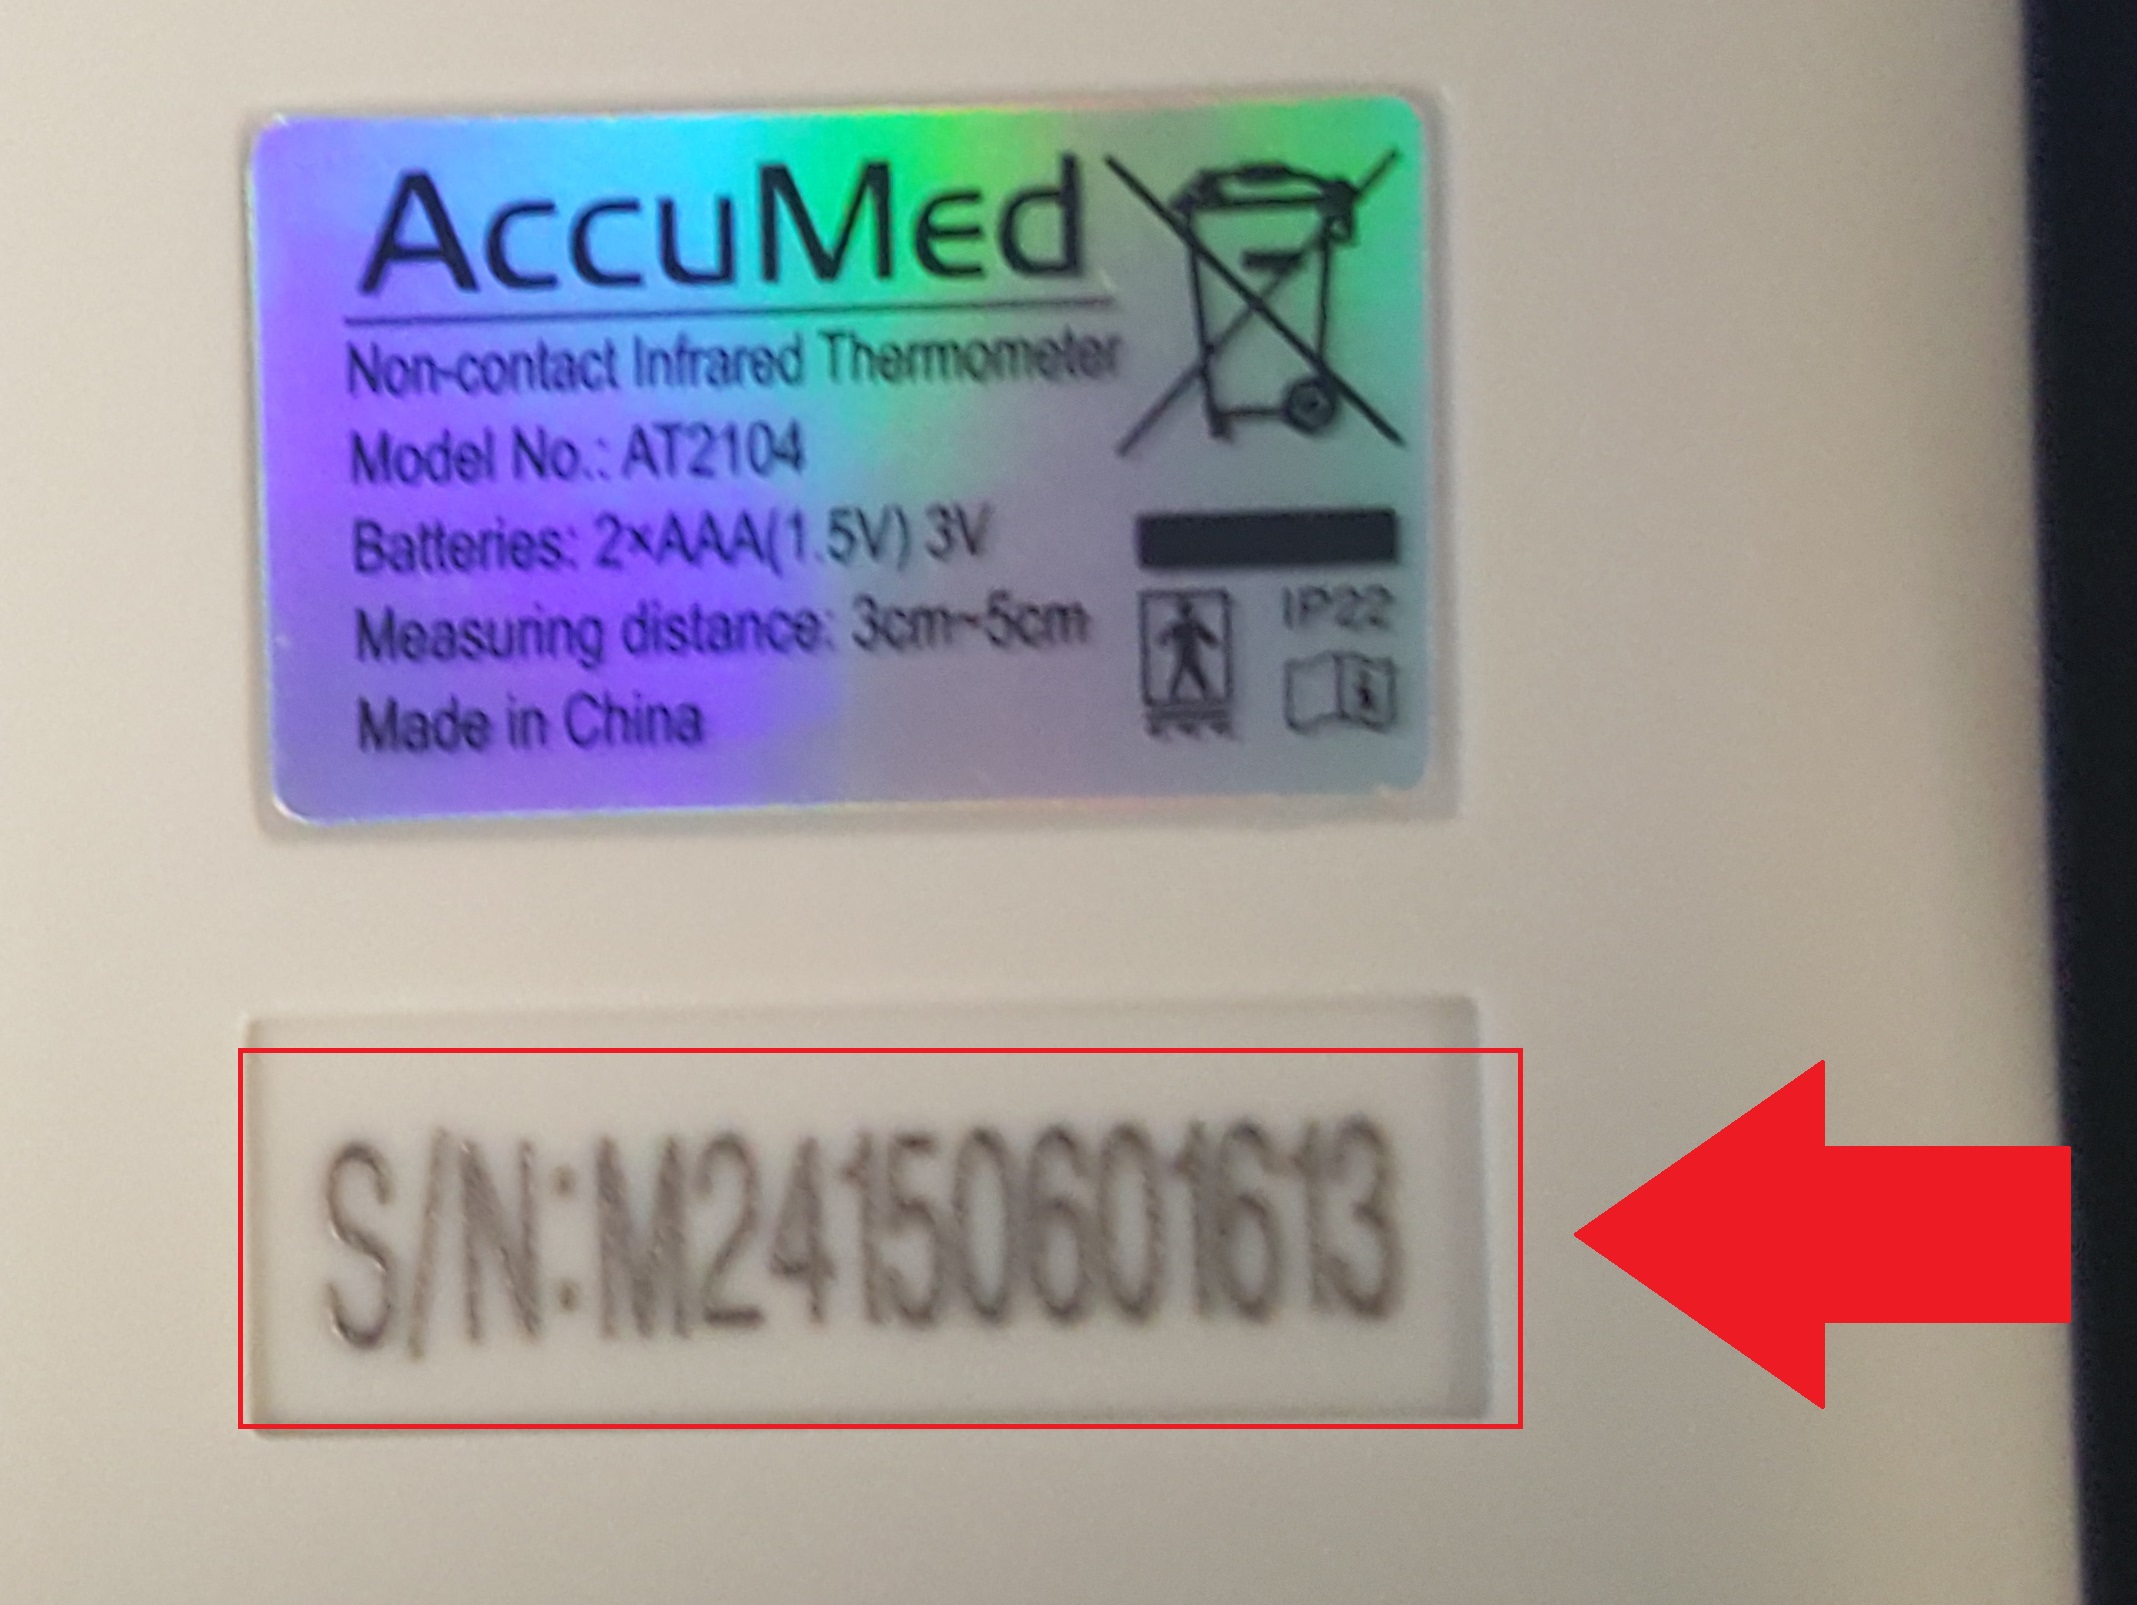 AccuMed
Non-contact Infrared Thermometer
Model No.: AT2104
Batteries: 2×AAA(1.5V) 3V
Measuring distance: 3cm~5cm
Made in China
IP22
S/N:M24150601613